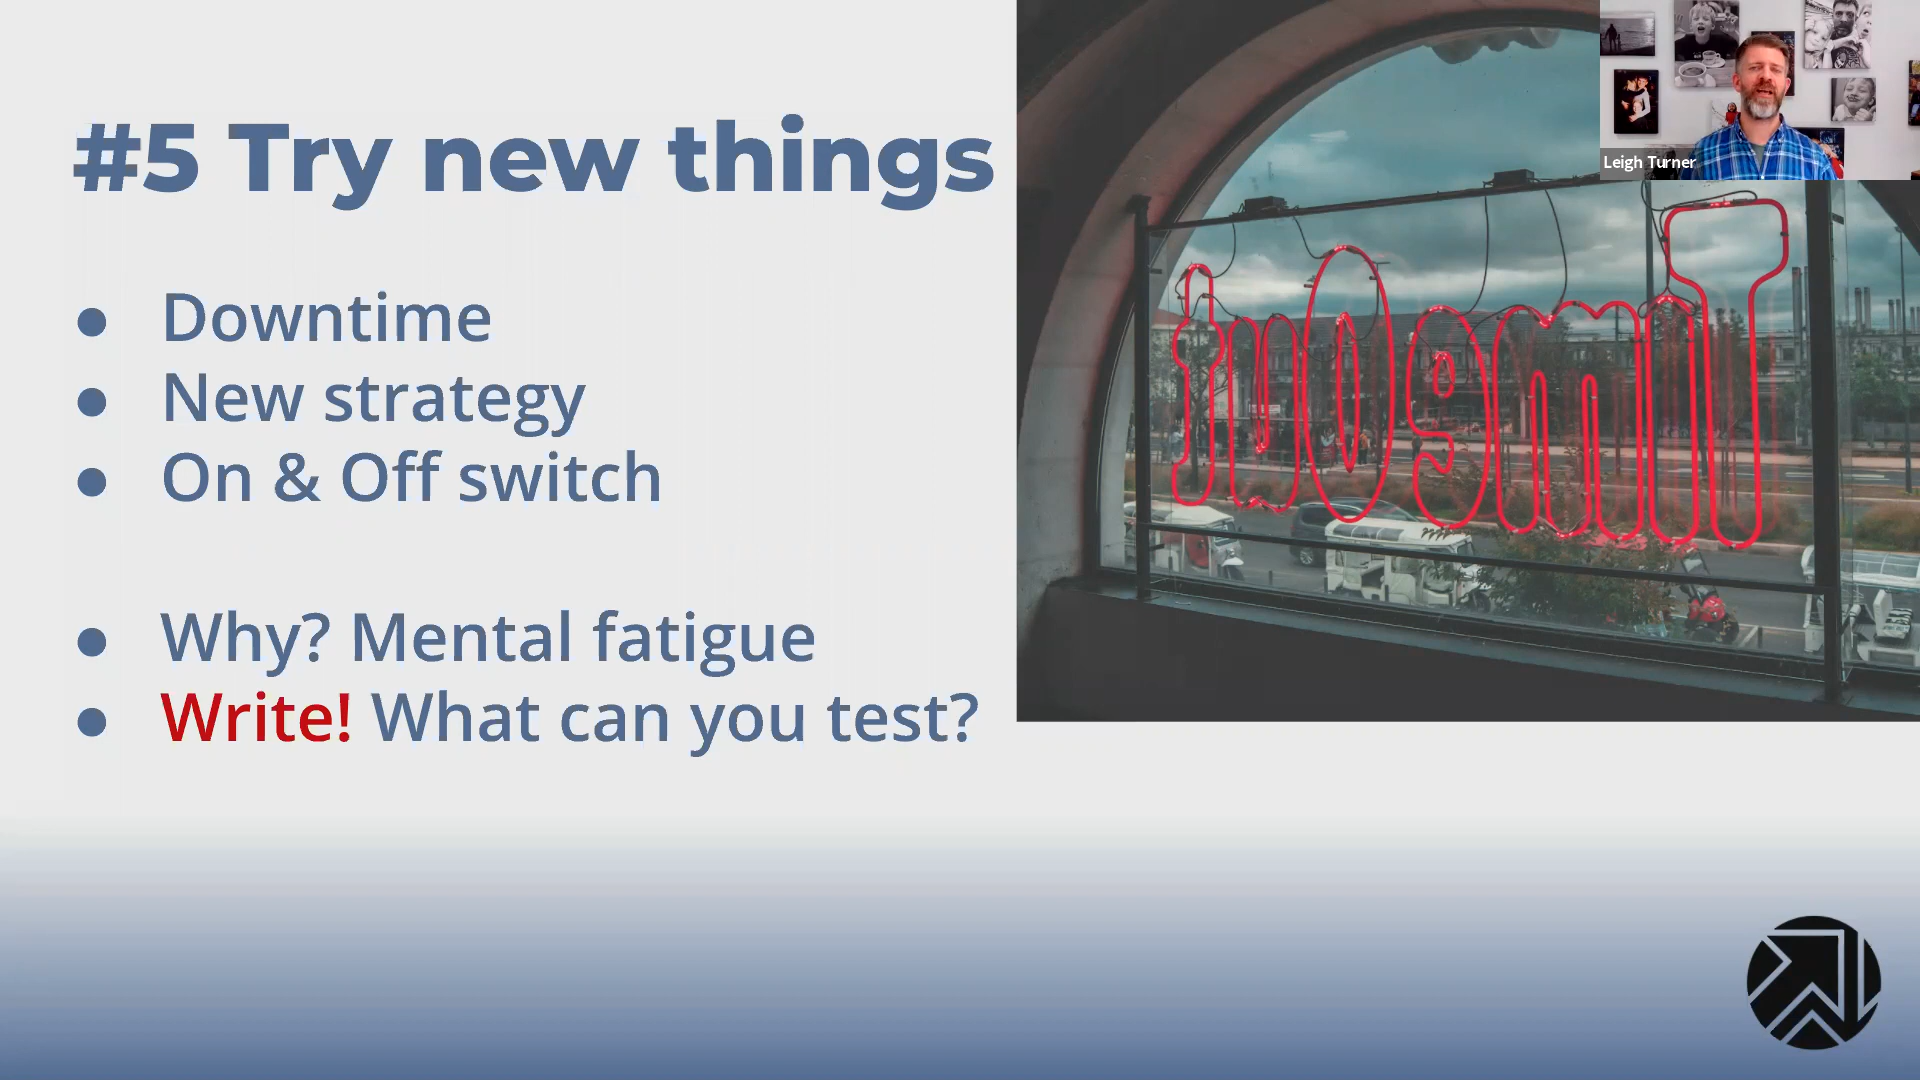 #5 Try new things
Leigh Turner
● Downtime
● New strategy
● On & Off switch
● Why? Mental fatigue
● Write! What can you test?